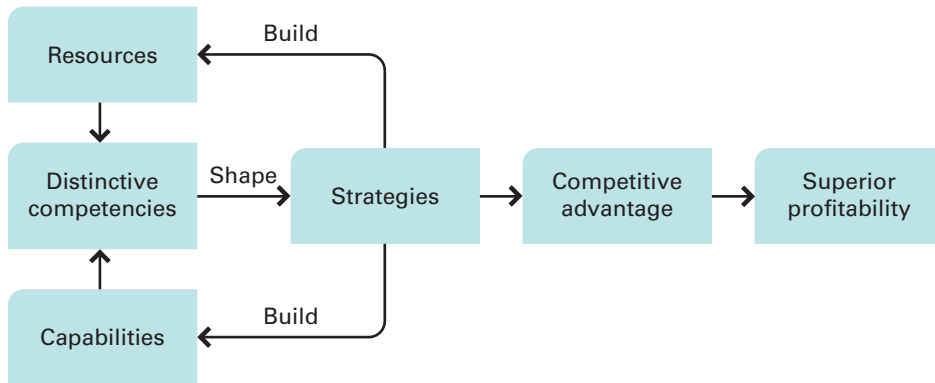 Resources
Build
Distinctive
competencies
Shape
Strategies
Competitive
advantage
Superior
profitability
Capabilities
Build